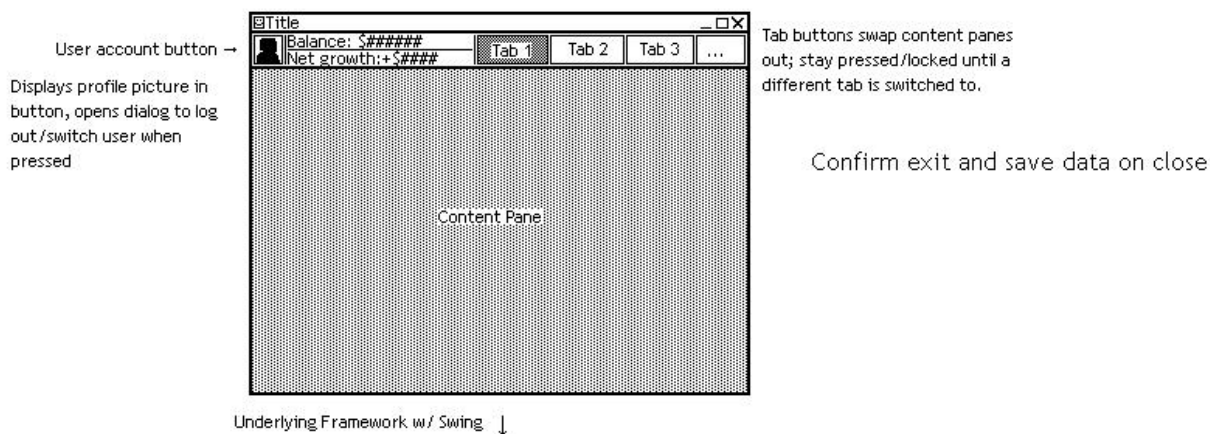 Title
User account button →
Balance: $######
Net growth:+$####
Tab 1
Tab 2
Tab 3
...
Tab buttons swap content panes
out; stay pressed/locked until a
different tab is switched to.
Displays profile picture in
button, opens dialog to log
out/switch user when
pressed
Confirm exit and save data on close
Content Pane
Underlying Framework w/ Swing ↓